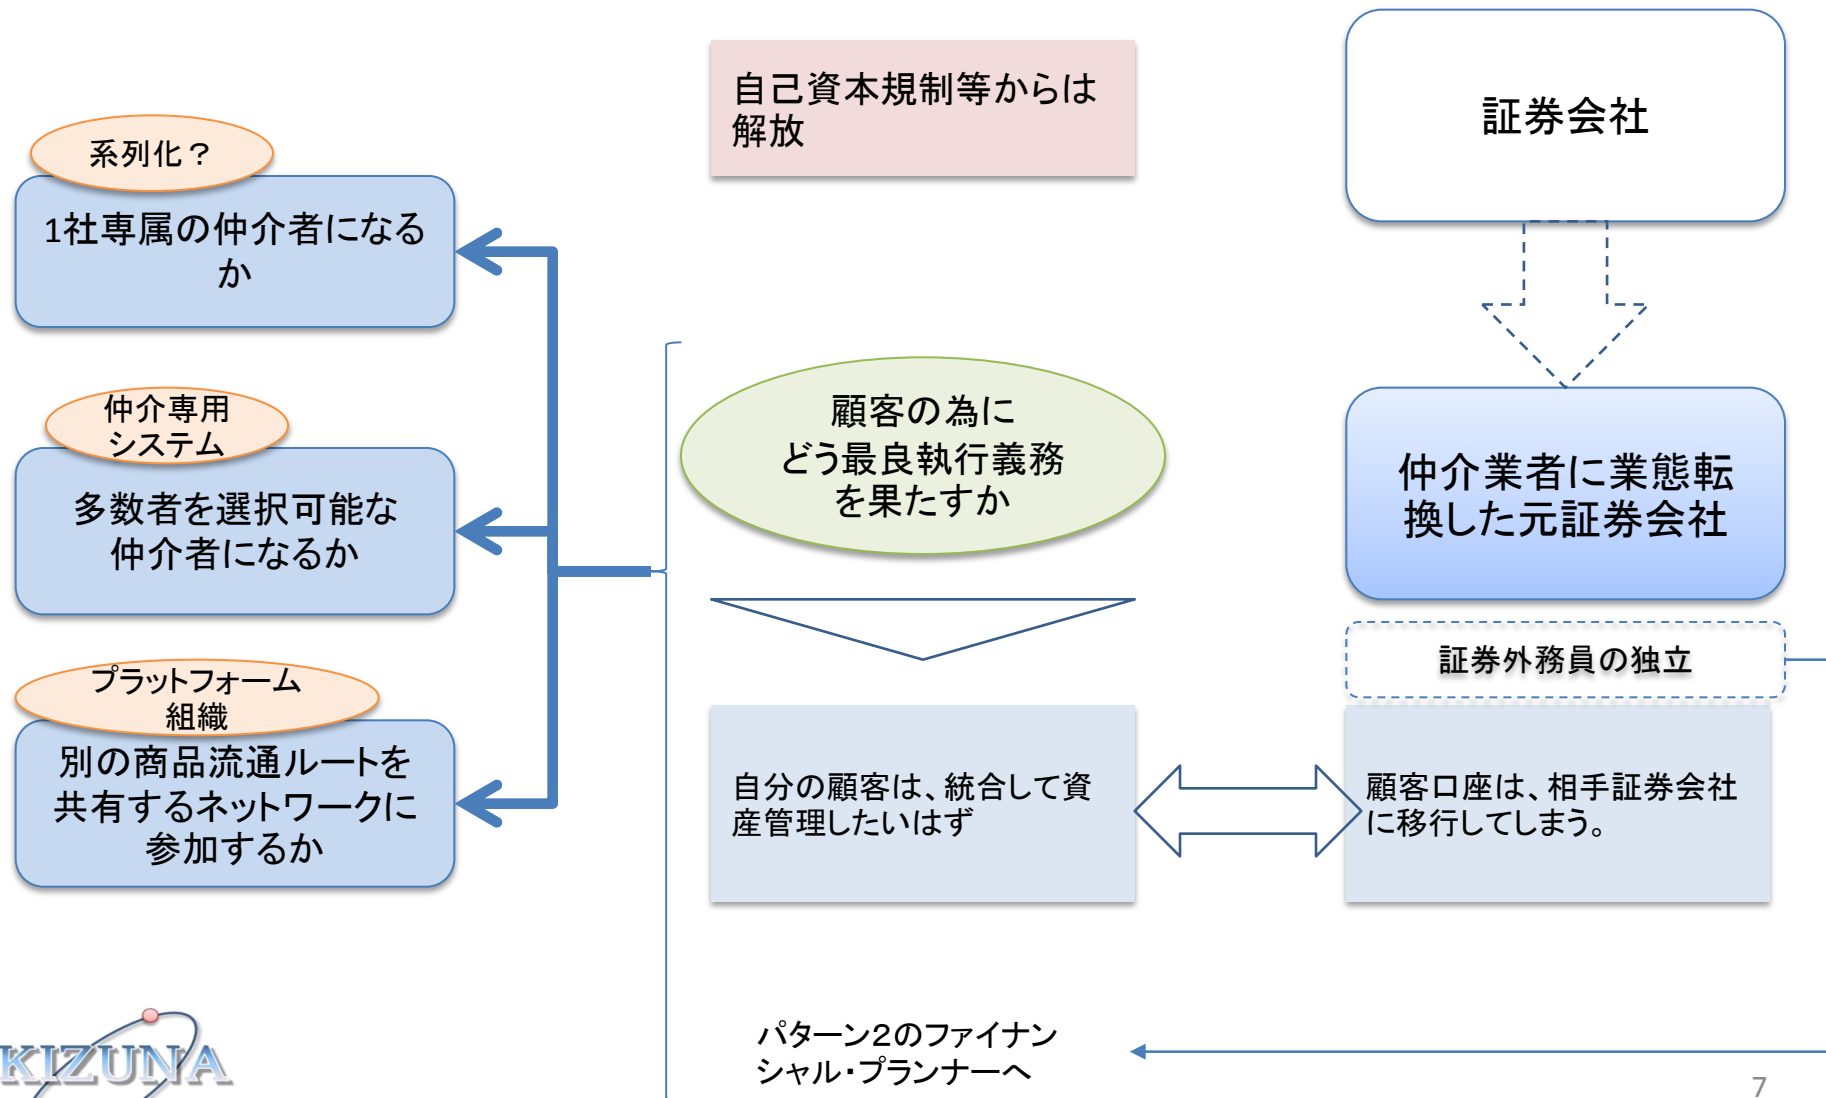 自己資本規制等からは
解放
証券会社
系列化？
1社専属の仲介者になる
か
仲介専用
システム
多数者を選択可能な
仲介者になるか
プラットフォーム
組織
別の商品流通ルートを
共有するネットワークに
参加するか
顧客の為に
どう最良執行義務
を果たすか
仲介業者に業態転
換した元証券会社
証券外務員の独立
自分の顧客は、統合して資
産管理したいはず
顧客口座は、相手証券会社
に移行してしまう。
パターン２のファイナン
シャル・プランナーへ
KIZUNA
7